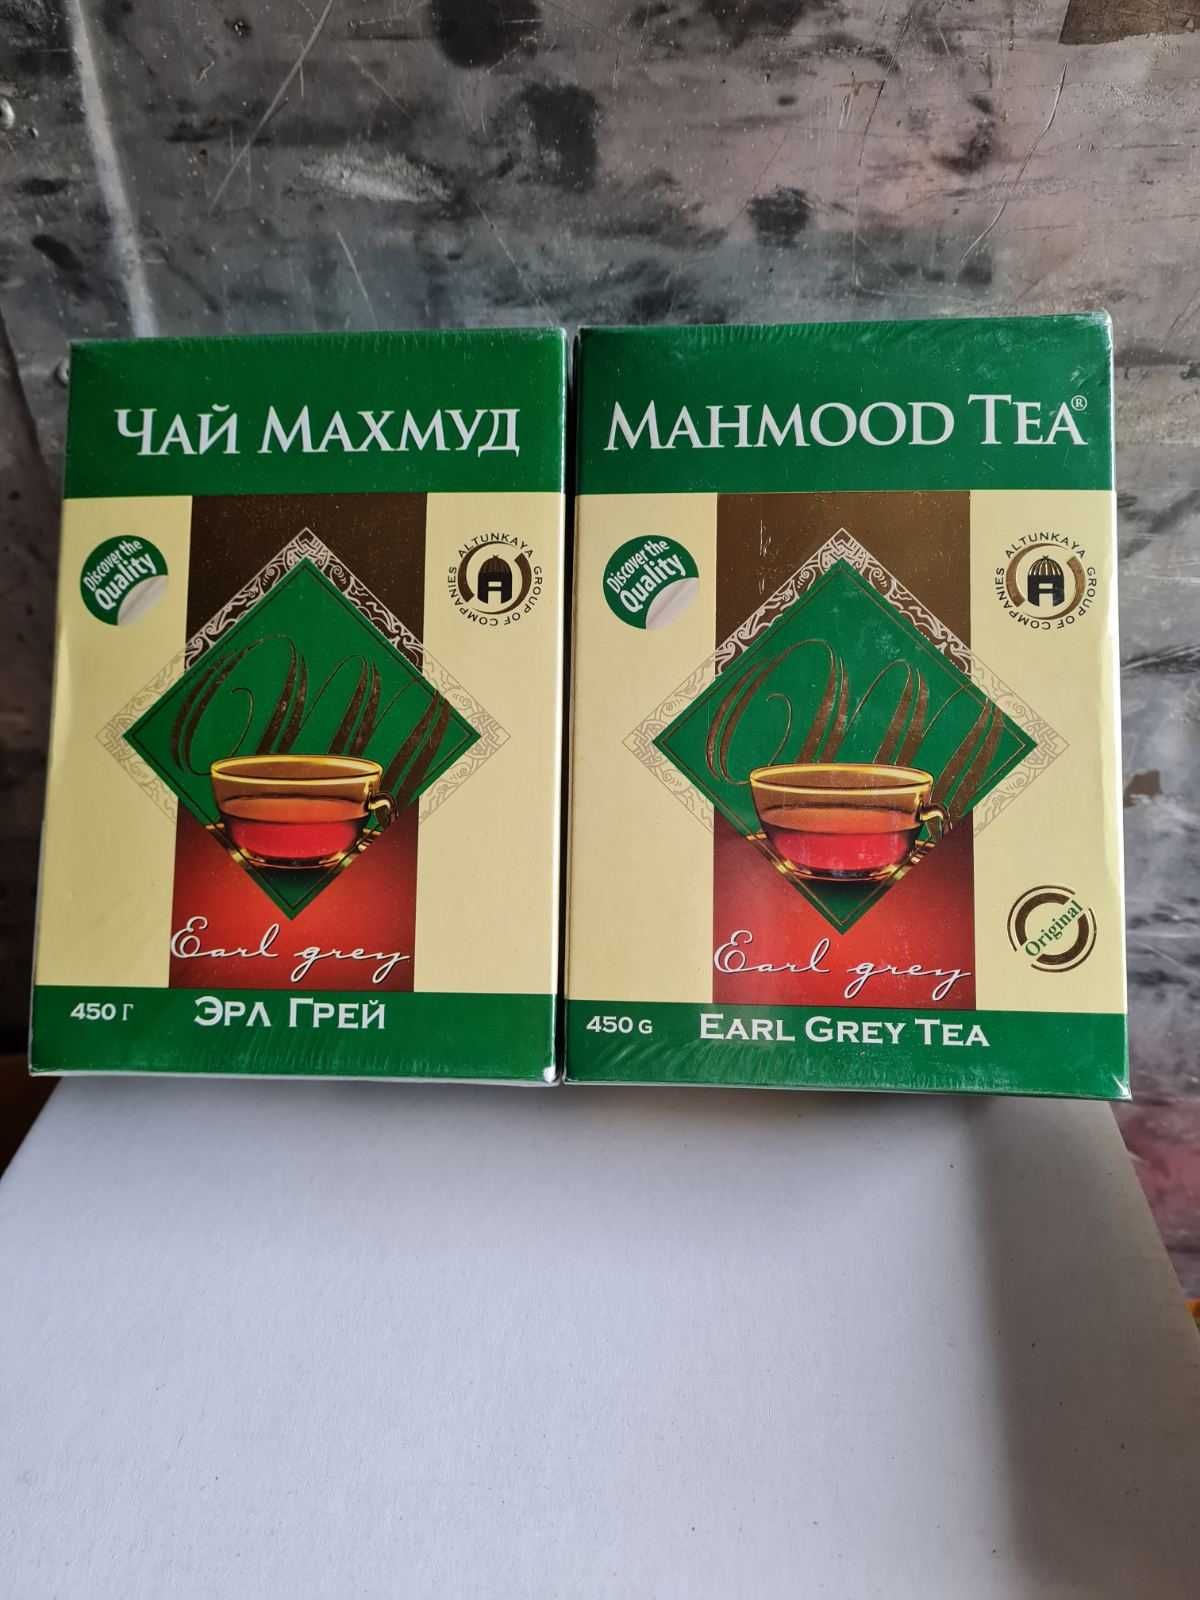 ЧАЙ МАХМУД
Discover the
Quality
ALTUNKAYA GROUP OF COMPANIES
Earl grey
450 Г
ЭРЛ ГРЕЙ
MAHMOOD TEA®
Discover the
Quality
ALTUNKAYA GROUP OF COMPANIES
Original
Earl grey
450 G
EARL GREY TEA